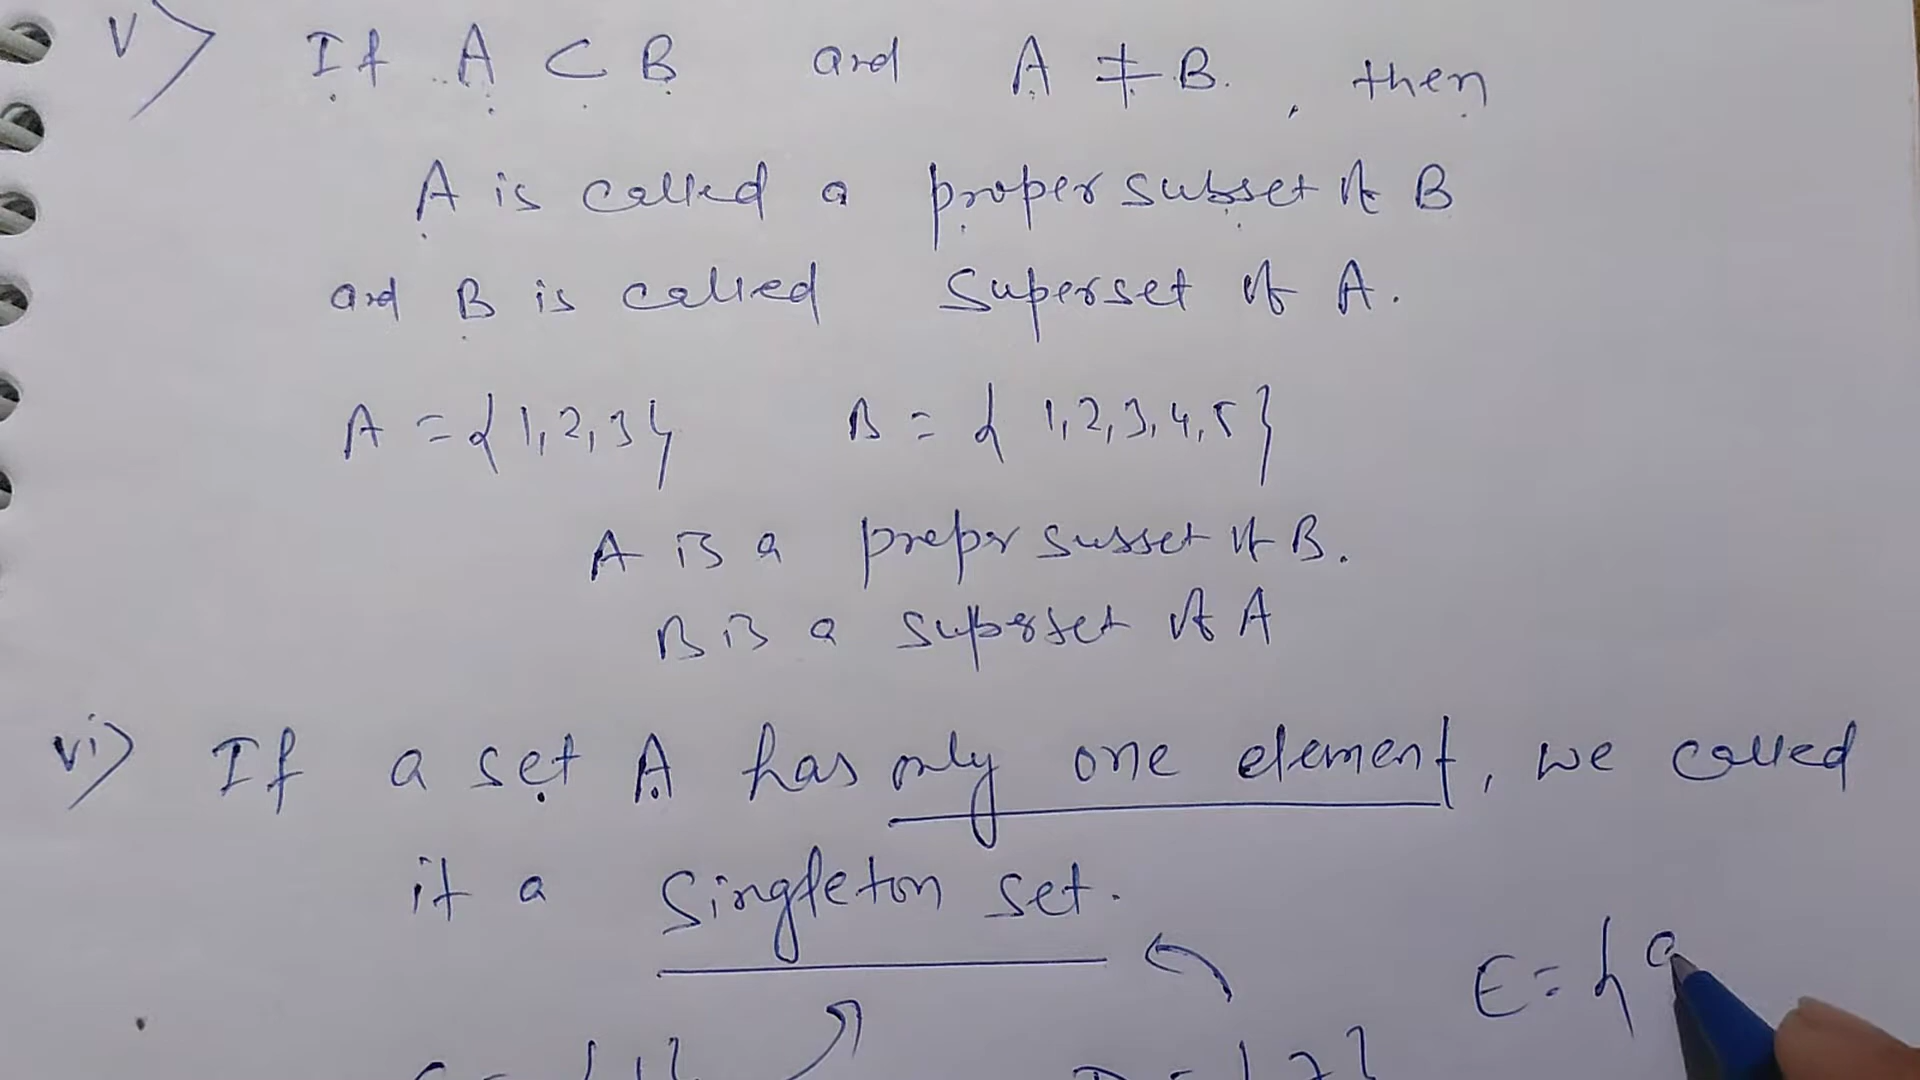 v) If A ⊂ B and A ≠ B. , then
A is called a proper subset of B
and B is called Superset of A.
A = {1,2,3} B = { 1,2,3,4,5}
A is a proper subset of B.
B is a superset of A
vi) If a set A has only one element, we called
it a Singleton set.
E = {